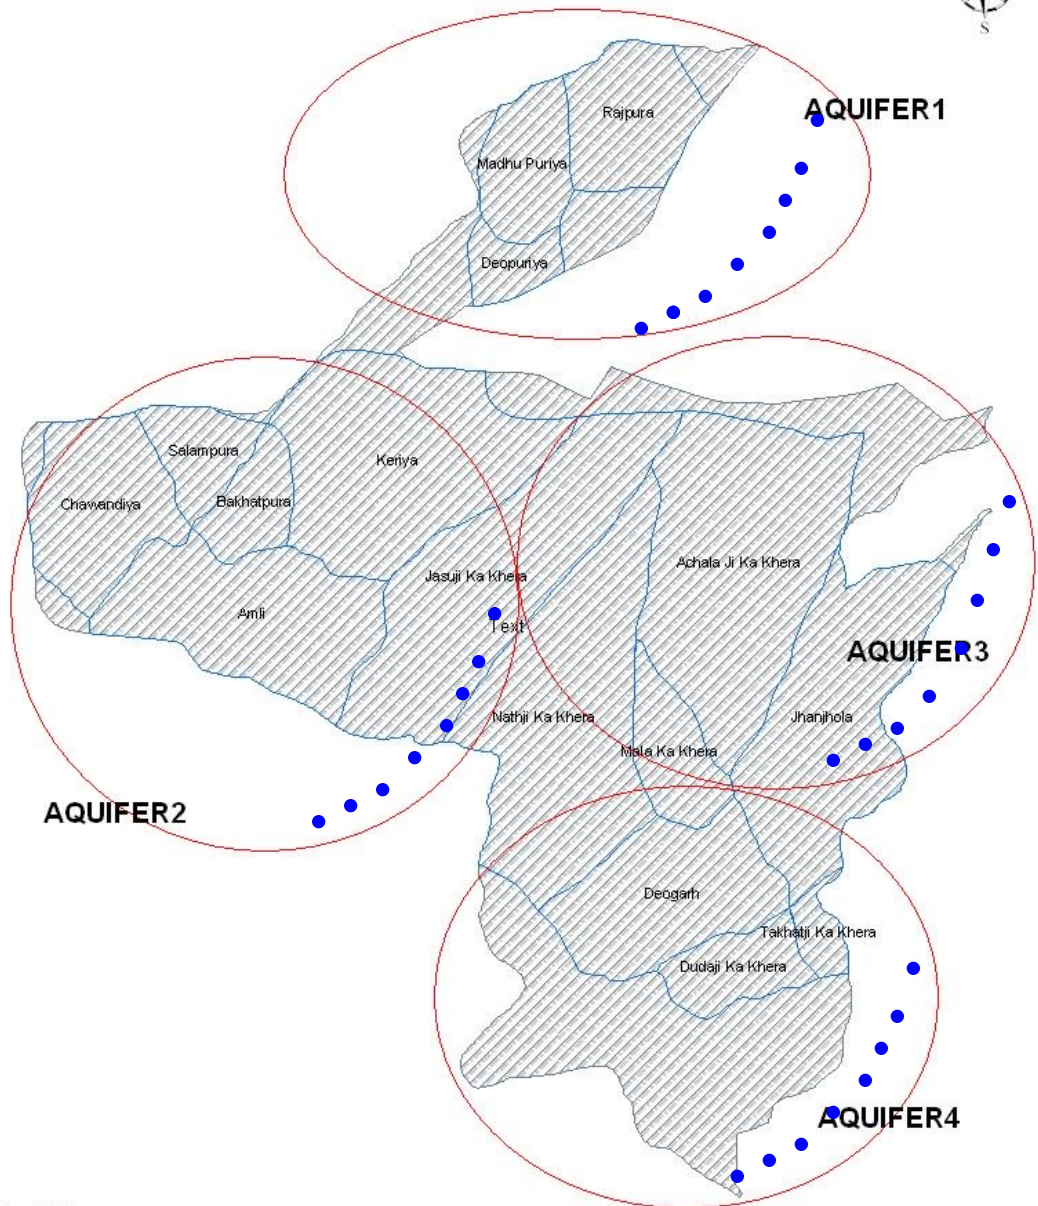 S
AQUIFER1
Rajpura
Madhu Puriya
Deopuriya
Salampura
Keriya
Chawandiya
Bakhatpura
Achala Ji Ka Khera
Jasuji Ka Khera
Amli
Text
AQUIFER3
Nathji Ka Khera
Jhanjhola
Mala Ka Khera
AQUIFER2
Deogarh
Takhatji Ka Khera
Dudaji Ka Khera
AQUIFER4